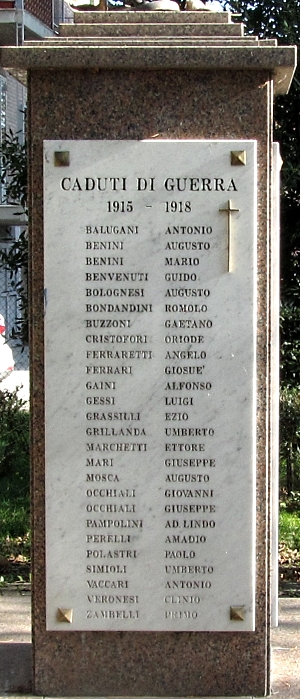 CADUTI DI GUERRA
1915 - 1918
BALUGANI ANTONIO
BENINI AUGUSTO
BENINI MARIO
BENVENUTI GUIDO
BOLOGNESI AUGUSTO
BONDANDINI ROMOLO
BUZZONI GAETANO
CRISTOFORI ORIODE
FERRARETTI ANGELO
FERRARI GIOSUE'
GAINI ALFONSO
GESSI LUIGI
GRASSILLI EZIO
GRILLANDA UMBERTO
MARCHETTI ETTORE
MARI GIUSEPPE
MOSCA AUGUSTO
OCCHIALI GIOVANNI
OCCHIALI GIUSEPPE
PAMPOLINI AD LINDO
PERELLI AMADIO
POLASTRI PAOLO
SIMIOLI UMBERTO
VACCARI ANTONIO
VERONESI CLINIO
ZAMBELLI PRIMO